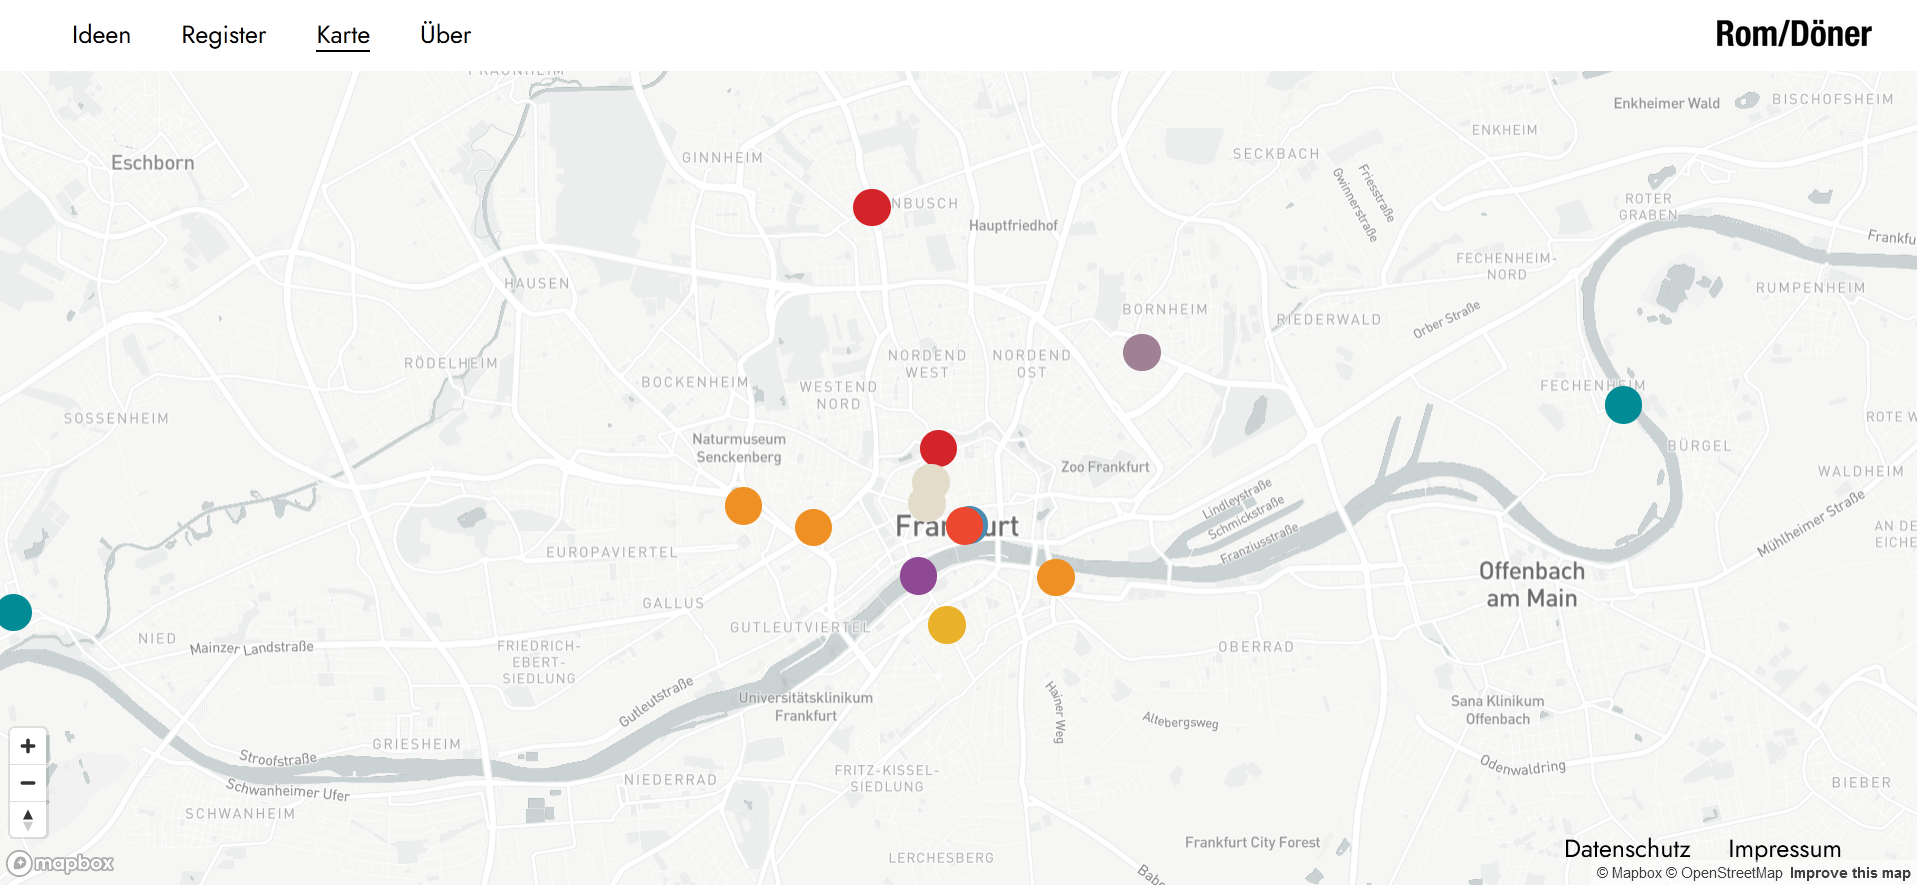 Ideen
Register
Karte
Über
Rom/Döner
PRAUNHEIM
Enkheimer Wald
BISCHOFSHEIM
ENKHEIM
Eschborn
GINNHEIM
SECKBACH
Friesstraße
Gwinnerstraße
NBUSCH
Hauptfriedhof
ROTER
GRABEN
Frankfu
FECHENHEIM-
NORD
HAUSEN
RUMPENHEIM
BORNHEIM
RIEDERWALD
Orber Straße
RÖDELHEIM
NORDEND
WEST
NORDEND
OST
BOCKENHEIM
WESTEND
NORD
FECHENHEIM
SOSSENHEIM
ROTE W
Naturmuseum
Senckenberg
BÜRGEL
Zoo Frankfurt
WALDHEIM
Lindleystraße
Schmickstraße
Franziusstraße
Mühlheimer Straße
Fra
urt
AN DE
EICHE
EUROPAVIERTEL
Offenbach
am Main
GALLUS
GUTLEUTVIERTEL
NIED
Mainzer Landstraße
FRIEDRICH-
EBERT-
SIEDLUNG
OBERRAD
Gutleutstraße
Universitätsklinikum
Frankfurt
Hainer Weg
Altebergsweg
Sana Klinikum
Offenbach
GRIESHEIM
Stroofstraße
Schwanheimer Ufer
NIEDERRAD
FRITZ-KISSEL-
SIEDLUNG
Odenwaldring
BIEBER
SCHWANHEIM
Frankfurt City Forest
LERCHESBERG
Babe
mapbox
Datenschutz
Impressum
© Mapbox © OpenStreetMap Improve this map